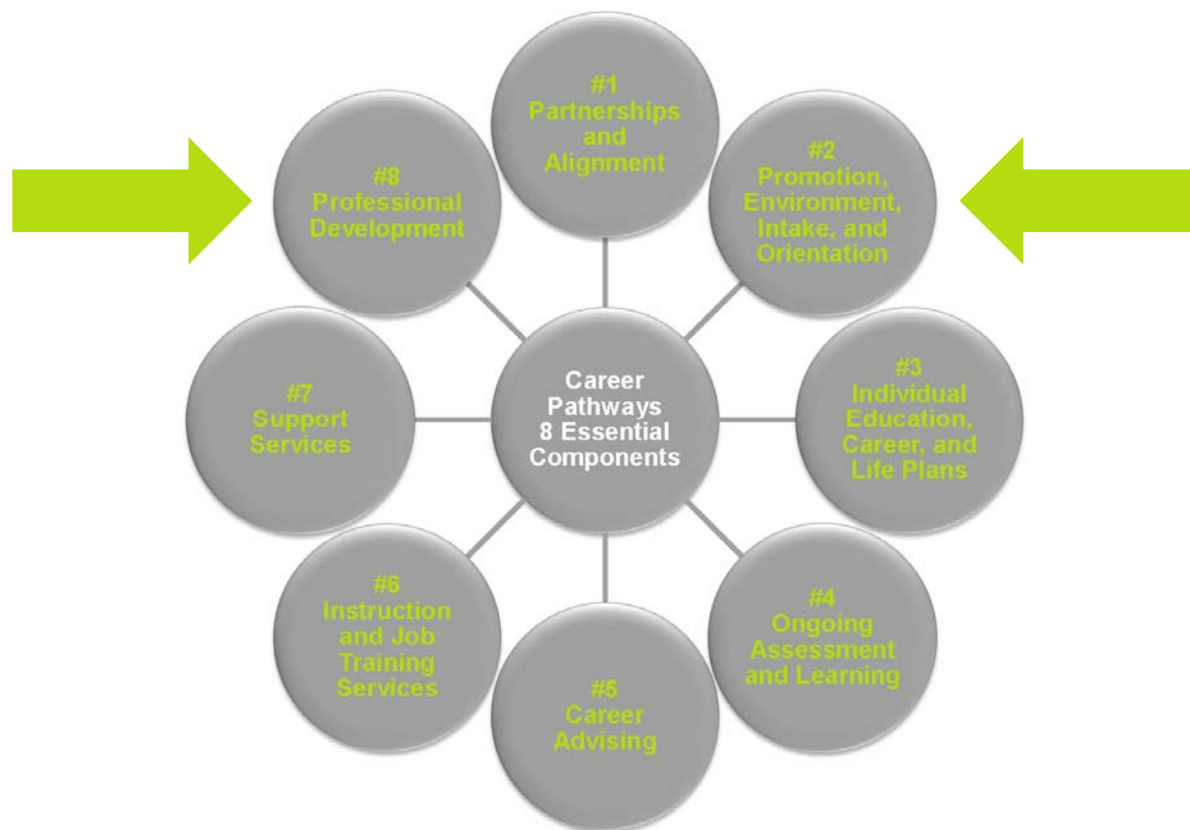 #1
Partnerships
and
Alignment
#2
Promotion,
Environment,
Intake, and
Orientation
#3
Individual
Education,
Career, and
Life Plans
#4
Ongoing
Assessment
and Learning
#5
Career
Advising
#6
Instruction
and Job
Training
Services
#7
Support
Services
#8
Professional
Development
Career
Pathways
8 Essential
Components